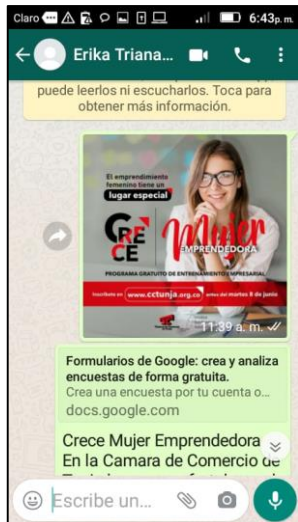 Claro
6:43p. m.
Erika Triana...
puede leerlos ni escucharlos. Toca para
obtener más información.
El emprendimiento
femenino tiene un
lugar especial
CRECE
Mujer
EMPRENDEDORA
PROGRAMA GRATUITO DE ENTRENAMIENTO EMPRESARIAL
Inscríbete en www.cctunja.org.co antes del martes 8 de junio
11:39 a. m.
Formularios de Google: crea y analiza
encuestas de forma gratuita.
Crea una encuesta por tu cuenta o...
docs.google.com
Crece Mujer Emprendedora
En la Camara de Comercio de
Escribe un...